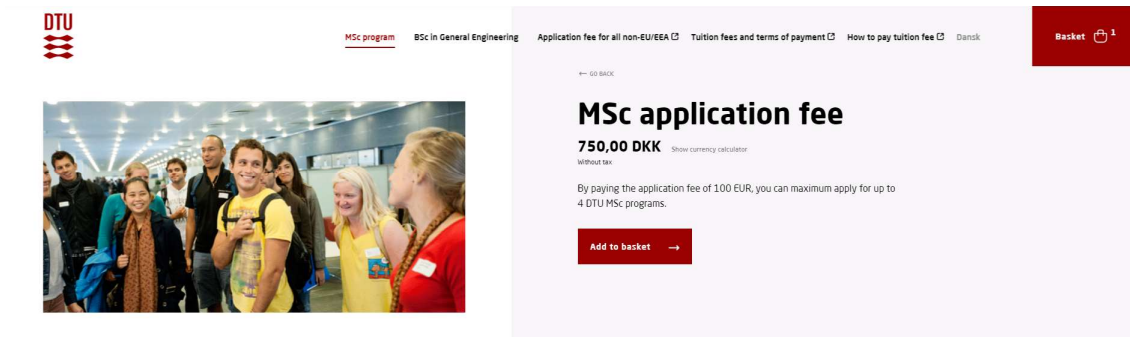 DTU
MSc program BSc in General Engineering Application fee for all non-EU/EEA Tuition fees and terms of payment How to pay tuition fee Dansk Basket 1
← GO BACK
MSc application fee
750,00 DKK Show currency calculator
Without tax
By paying the application fee of 100 EUR, you can maximum apply for up to
4 DTU MSc programs.
Add to basket →